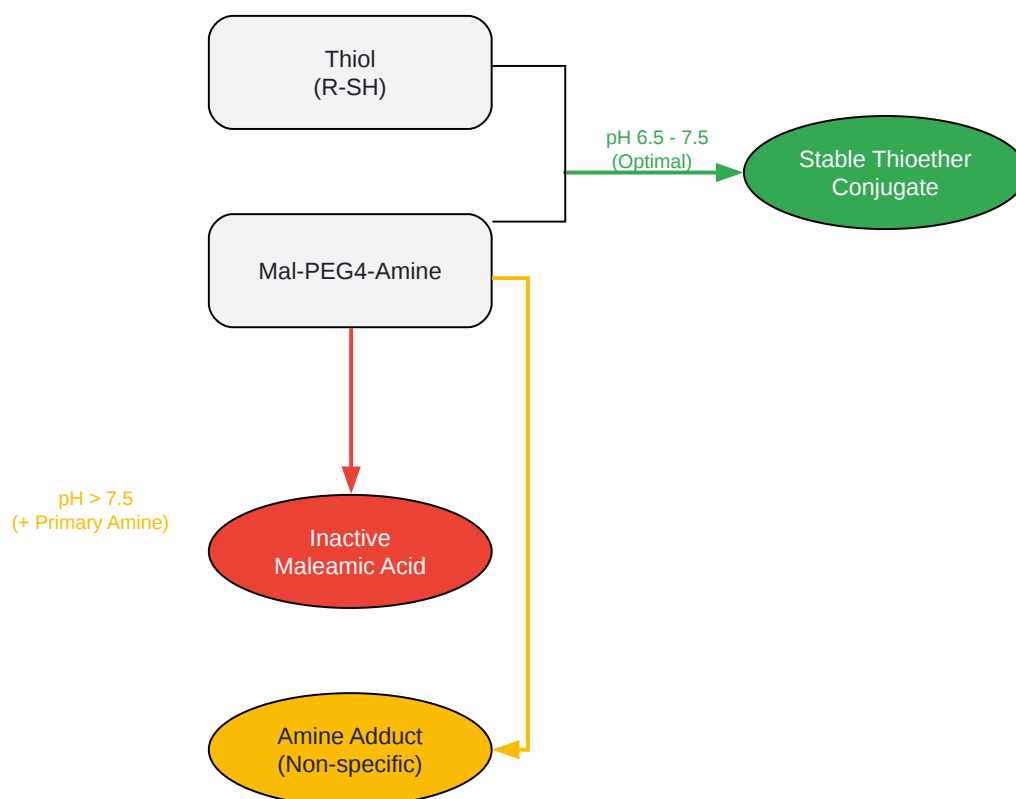 Thiol
(R-SH)
pH 6.5 - 7.5
(Optimal)
Stable Thioether
Conjugate
Mal-PEG4-Amine
pH > 7.5
(+ Primary Amine)
Inactive
Maleamic Acid
Amine Adduct
(Non-specific)